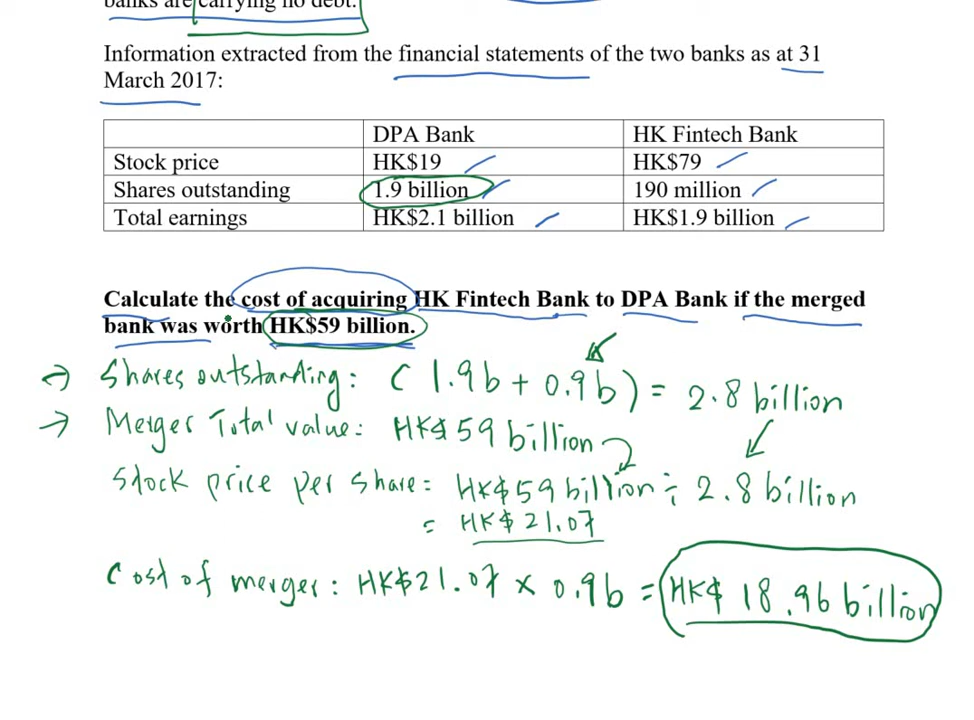 banks are carrying no debt.
Information extracted from the financial statements of the two banks as at 31
March 2017:
DPA Bank HK Fintech Bank
Stock price HK$19 HK$79
Shares outstanding 1.9 billion 190 million
Total earnings HK$2.1 billion HK$1.9 billion
Calculate the cost of acquiring HK Fintech Bank to DPA Bank if the merged
bank was worth HK$59 billion.
→ Shares outstanding: (1.9b + 0.9b) = 2.8 billion
→ Merger Total value: HK$59 billion
Stock price per share = HK$59 billion ÷ 2.8 billion
= HK$21.07
Cost of merger: HK$21.07 × 0.9b = HK$ 18.96 billion